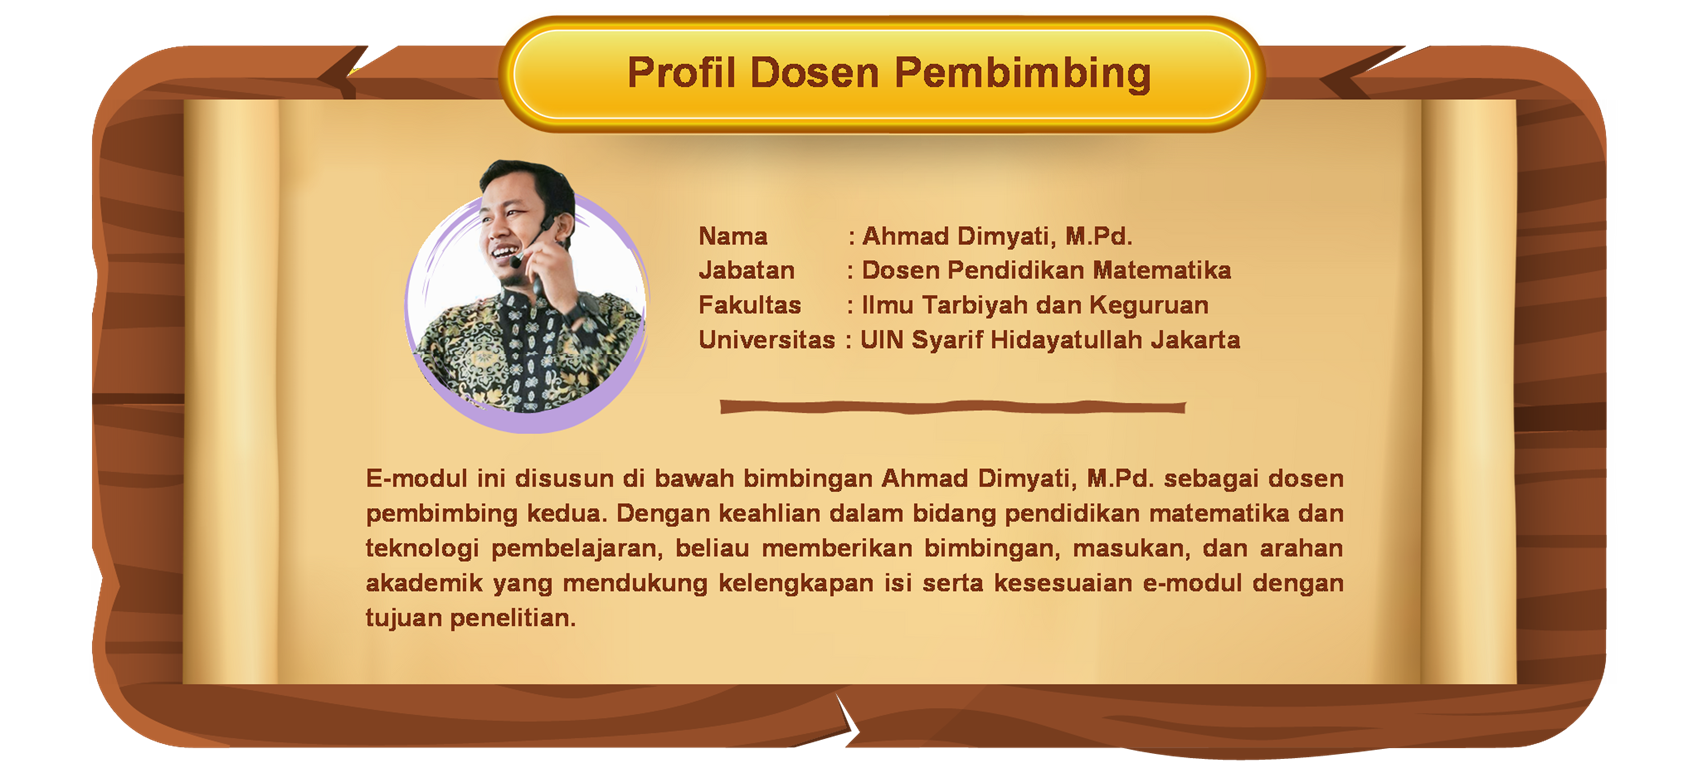 Profil Dosen Pembimbing
Nama : Ahmad Dimyati, M.Pd.
Jabatan : Dosen Pendidikan Matematika
Fakultas : Ilmu Tarbiyah dan Keguruan
Universitas : UIN Syarif Hidayatullah Jakarta
E-modul ini disusun di bawah bimbingan Ahmad Dimyati, M.Pd. sebagai dosen
pembimbing kedua. Dengan keahlian dalam bidang pendidikan matematika dan
teknologi pembelajaran, beliau memberikan bimbingan, masukan, dan arahan
akademik yang mendukung kelengkapan isi serta kesesuaian e-modul dengan
tujuan penelitian.